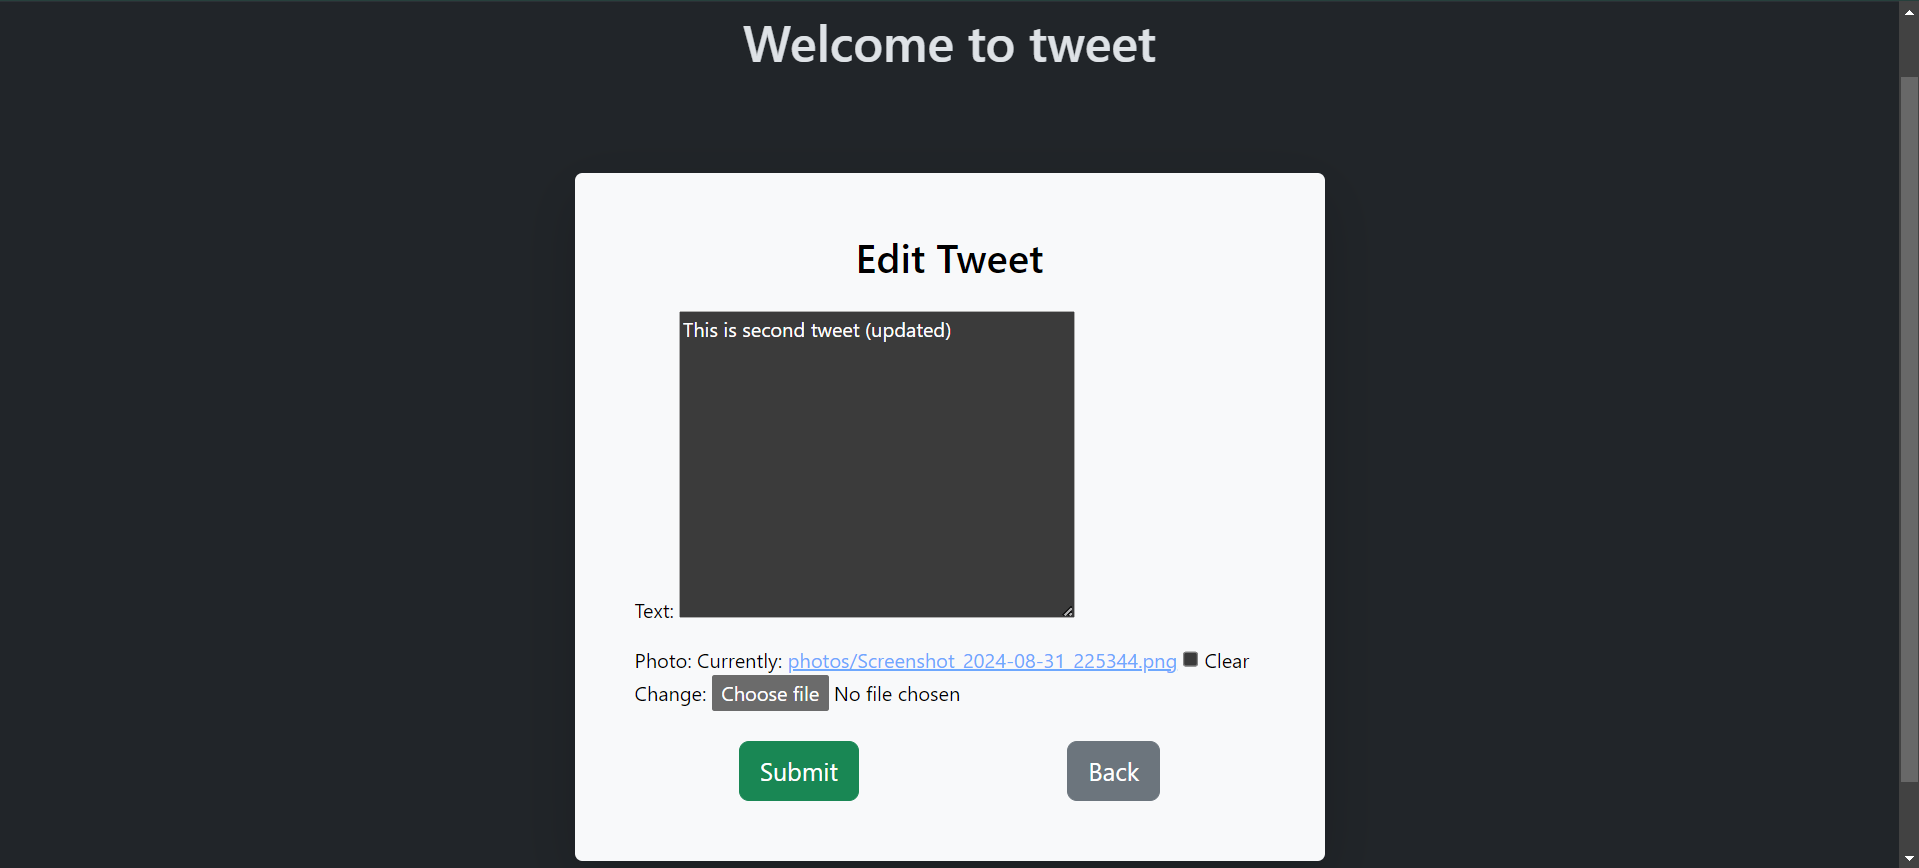 Welcome to tweet
Edit Tweet
This is second tweet (updated)
Text:
Photo: Currently: photos/Screenshot_2024-08-31_225344.png Clear
Change: Choose file No file chosen
Submit Back